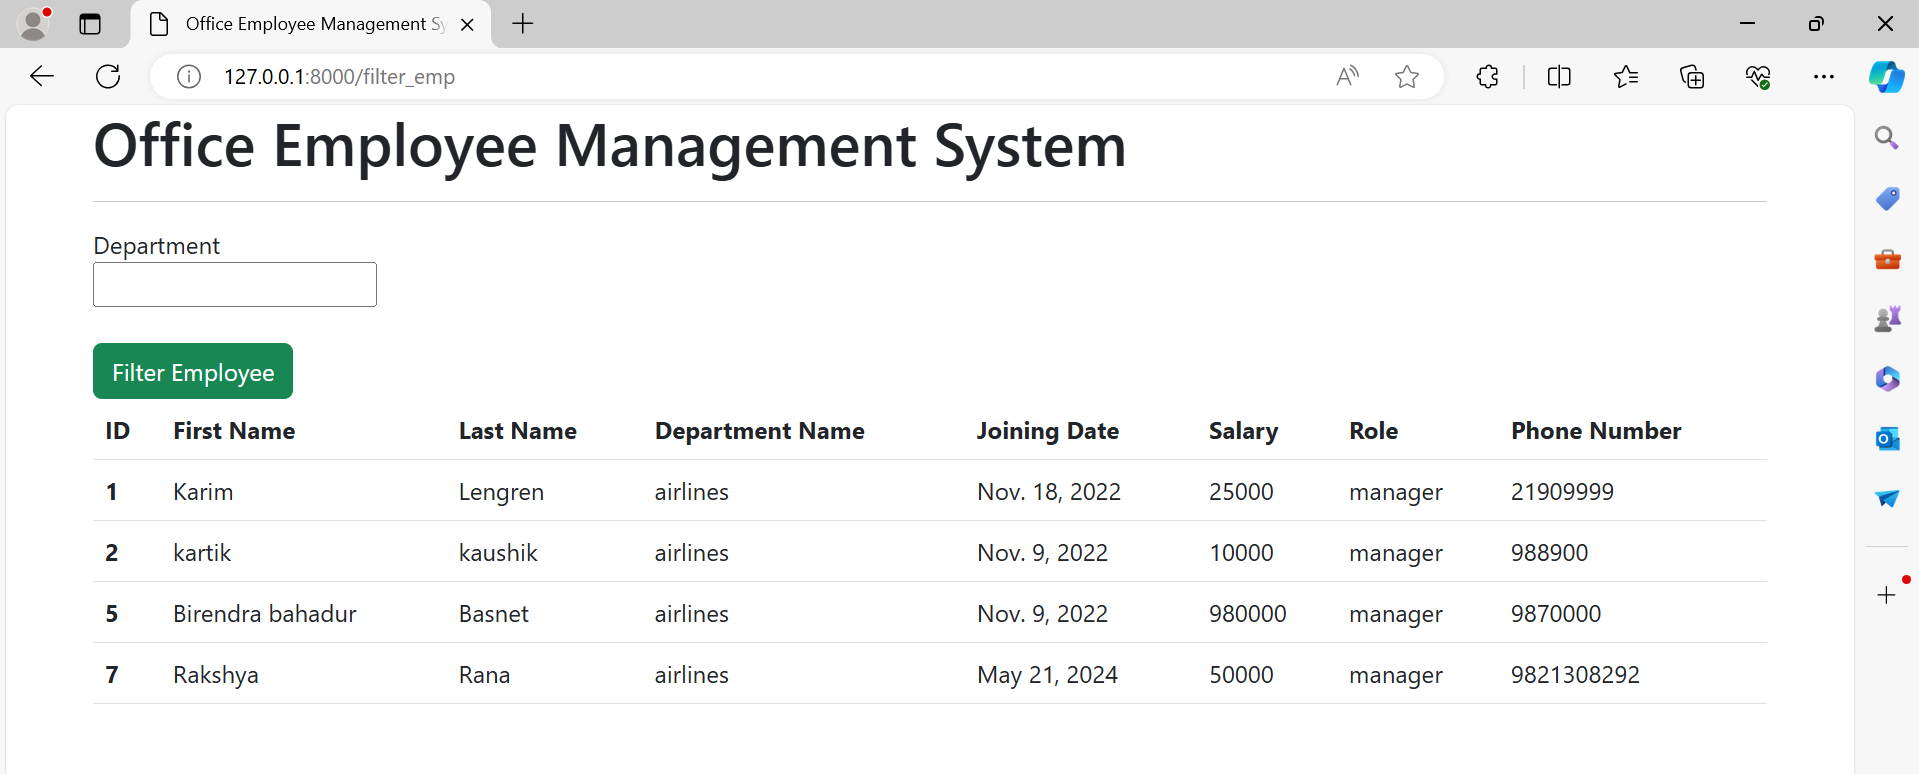 Office Employee Management Sy
127.0.0.1:8000/filter_emp
Office Employee Management System
Department
Filter Employee
ID First Name Last Name Department Name Joining Date Salary Role Phone Number
1 Karim Lengren airlines Nov. 18, 2022 25000 manager 21909999
2 kartik kaushik airlines Nov. 9, 2022 10000 manager 988900
5 Birendra bahadur Basnet airlines Nov. 9, 2022 980000 manager 9870000
7 Rakshya Rana airlines May 21, 2024 50000 manager 9821308292